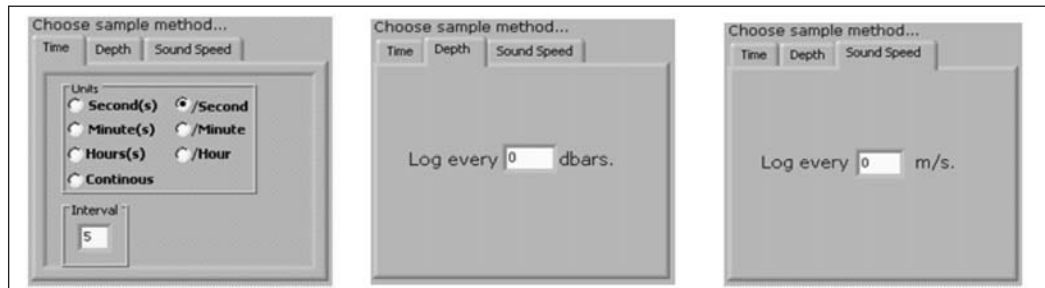 Choose sample method...
Time Depth Sound Speed
Units
Second(s) /Second
Minute(s) /Minute
Hours(s) /Hour
Continous
Interval
5
Choose sample method...
Time Depth Sound Speed
Log every 0 dbars.
Choose sample method...
Time Depth Sound Speed
Log every 0 m/s.